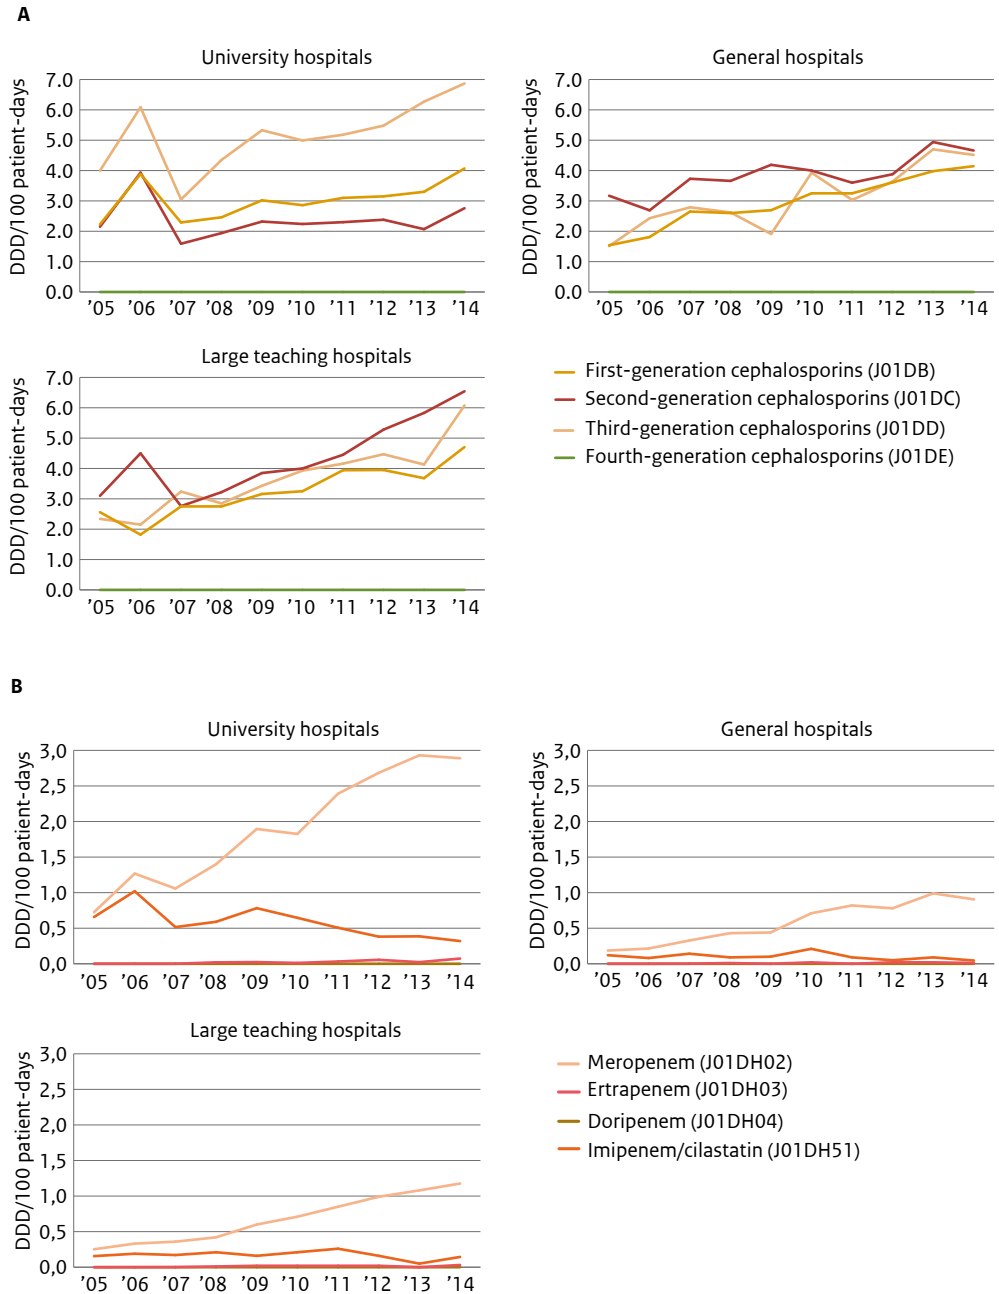 A
University hospitals
DDD/100 patient-days
7.0
6.0
5.0
4.0
3.0
2.0
1.0
0.0
’05 ’06 ’07 ’08 ’09 ’10 ’11 ’12 ’13 ’14
General hospitals
DDD/100 patient-days
7.0
6.0
5.0
4.0
3.0
2.0
1.0
0.0
’05 ’06 ’07 ’08 ’09 ’10 ’11 ’12 ’13 ’14
Large teaching hospitals
DDD/100 patient-days
7.0
6.0
5.0
4.0
3.0
2.0
1.0
0.0
’05 ’06 ’07 ’08 ’09 ’10 ’11 ’12 ’13 ’14
First-generation cephalosporins (J01DB)
Second-generation cephalosporins (J01DC)
Third-generation cephalosporins (J01DD)
Fourth-generation cephalosporins (J01DE)
B
University hospitals
DDD/100 patient-days
3,0
2,5
2,0
1,5
1,0
0,5
0,0
’05 ’06 ’07 ’08 ’09 ’10 ’11 ’12 ’13 ’14
General hospitals
DDD/100 patient-days
3,0
2,5
2,0
1,5
1,0
0,5
0,0
’05 ’06 ’07 ’08 ’09 ’10 ’11 ’12 ’13 ’14
Large teaching hospitals
DDD/100 patient-days
3,0
2,5
2,0
1,5
1,0
0,5
0,0
’05 ’06 ’07 ’08 ’09 ’10 ’11 ’12 ’13 ’14
Meropenem (J01DH02)
Ertrapenem (J01DH03)
Doripenem (J01DH04)
Imipenem/cilastatin (J01DH51)